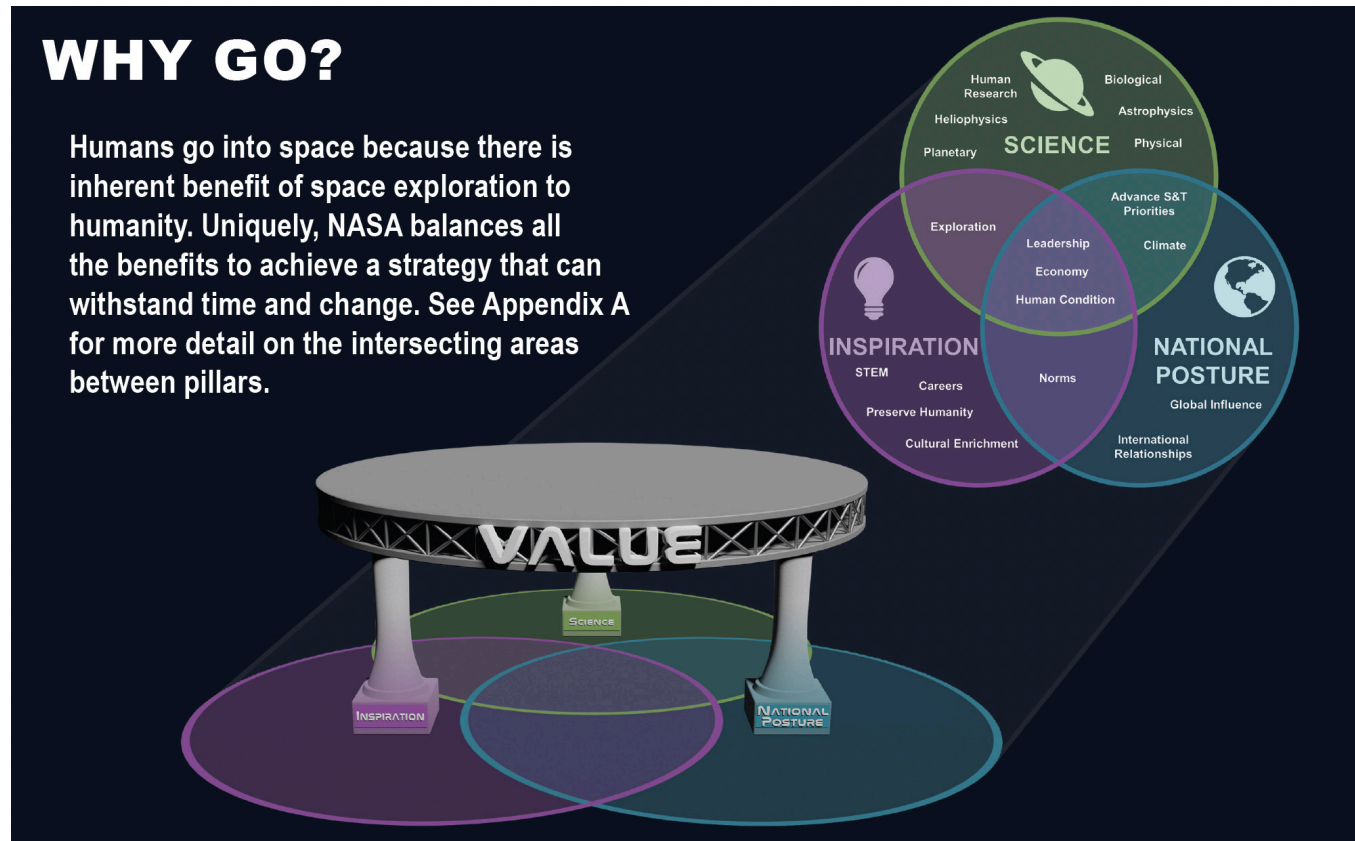 WHY GO?
Humans go into space because there is
inherent benefit of space exploration to
humanity. Uniquely, NASA balances all
the benefits to achieve a strategy that can
withstand time and change. See Appendix A
for more detail on the intersecting areas
between pillars.
Human
Research
Biological
Heliophysics
Astrophysics
Planetary
SCIENCE
Physical
Exploration
Advance S&T
Priorities
Leadership
Climate
Economy
Human Condition
INSPIRATION
STEM
Careers
Preserve Humanity
Cultural Enrichment
Norms
NATIONAL
POSTURE
Global Influence
International
Relationships
VALUE
SCIENCE
INSPIRATION
NATIONAL
POSTURE